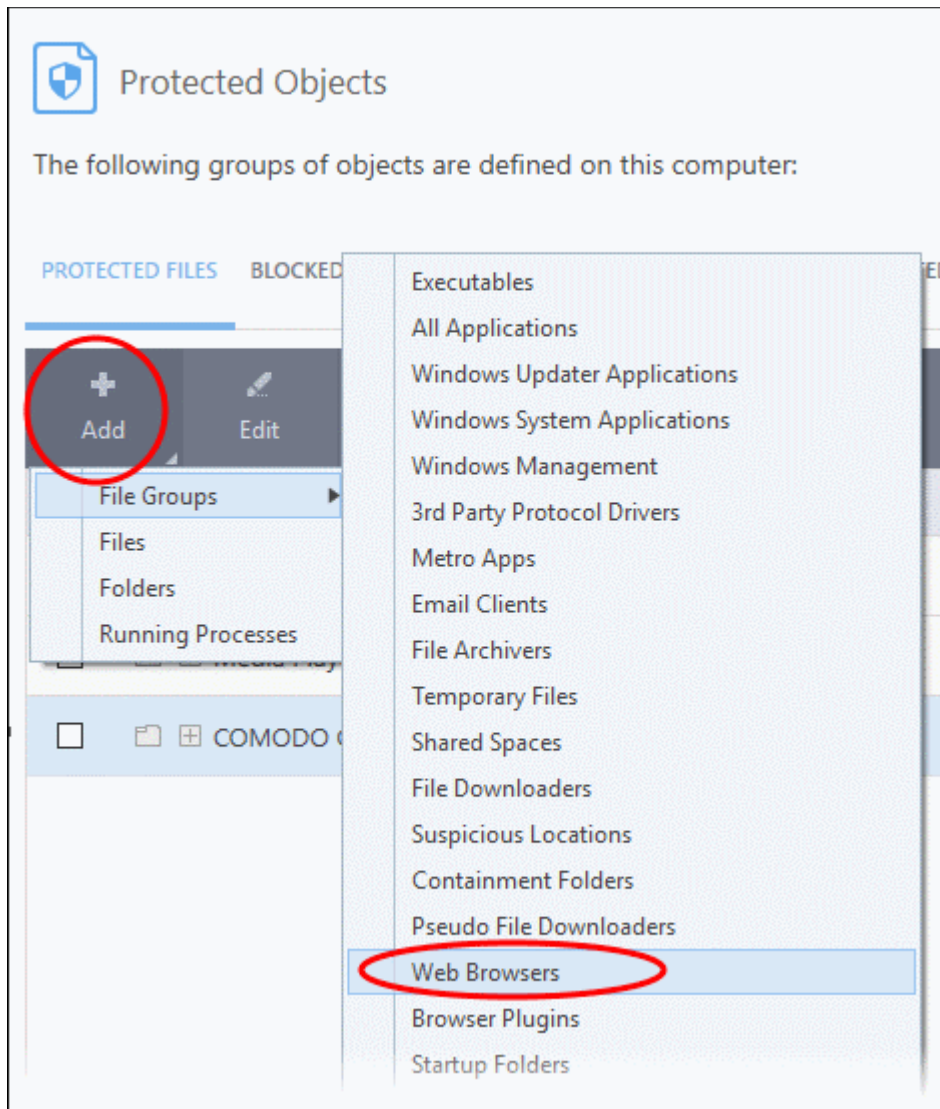 Protected Objects
The following groups of objects are defined on this computer:
PROTECTED FILES BLOCKED
Add Edit
File Groups
Files
Folders
Running Processes
COMODO
Executables
All Applications
Windows Updater Applications
Windows System Applications
Windows Management
3rd Party Protocol Drivers
Metro Apps
Email Clients
File Archivers
Temporary Files
Shared Spaces
File Downloaders
Suspicious Locations
Containment Folders
Pseudo File Downloaders
Web Browsers
Browser Plugins
Startup Folders